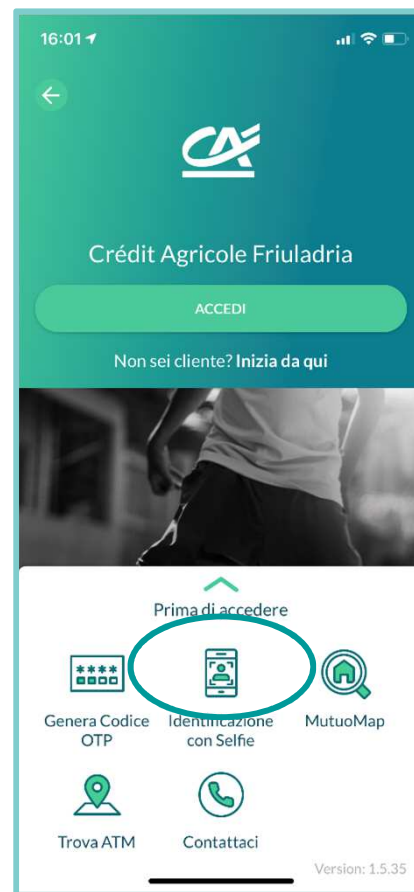 16:01
CA
Crédit Agricole Friuladria
ACCEDI
Non sei cliente? Inizia da qui
Prima di accedere
****
Genera Codice OTP
Identificazione con Selfie
MutuoMap
Trova ATM
Contattaci
Version: 1.5.35